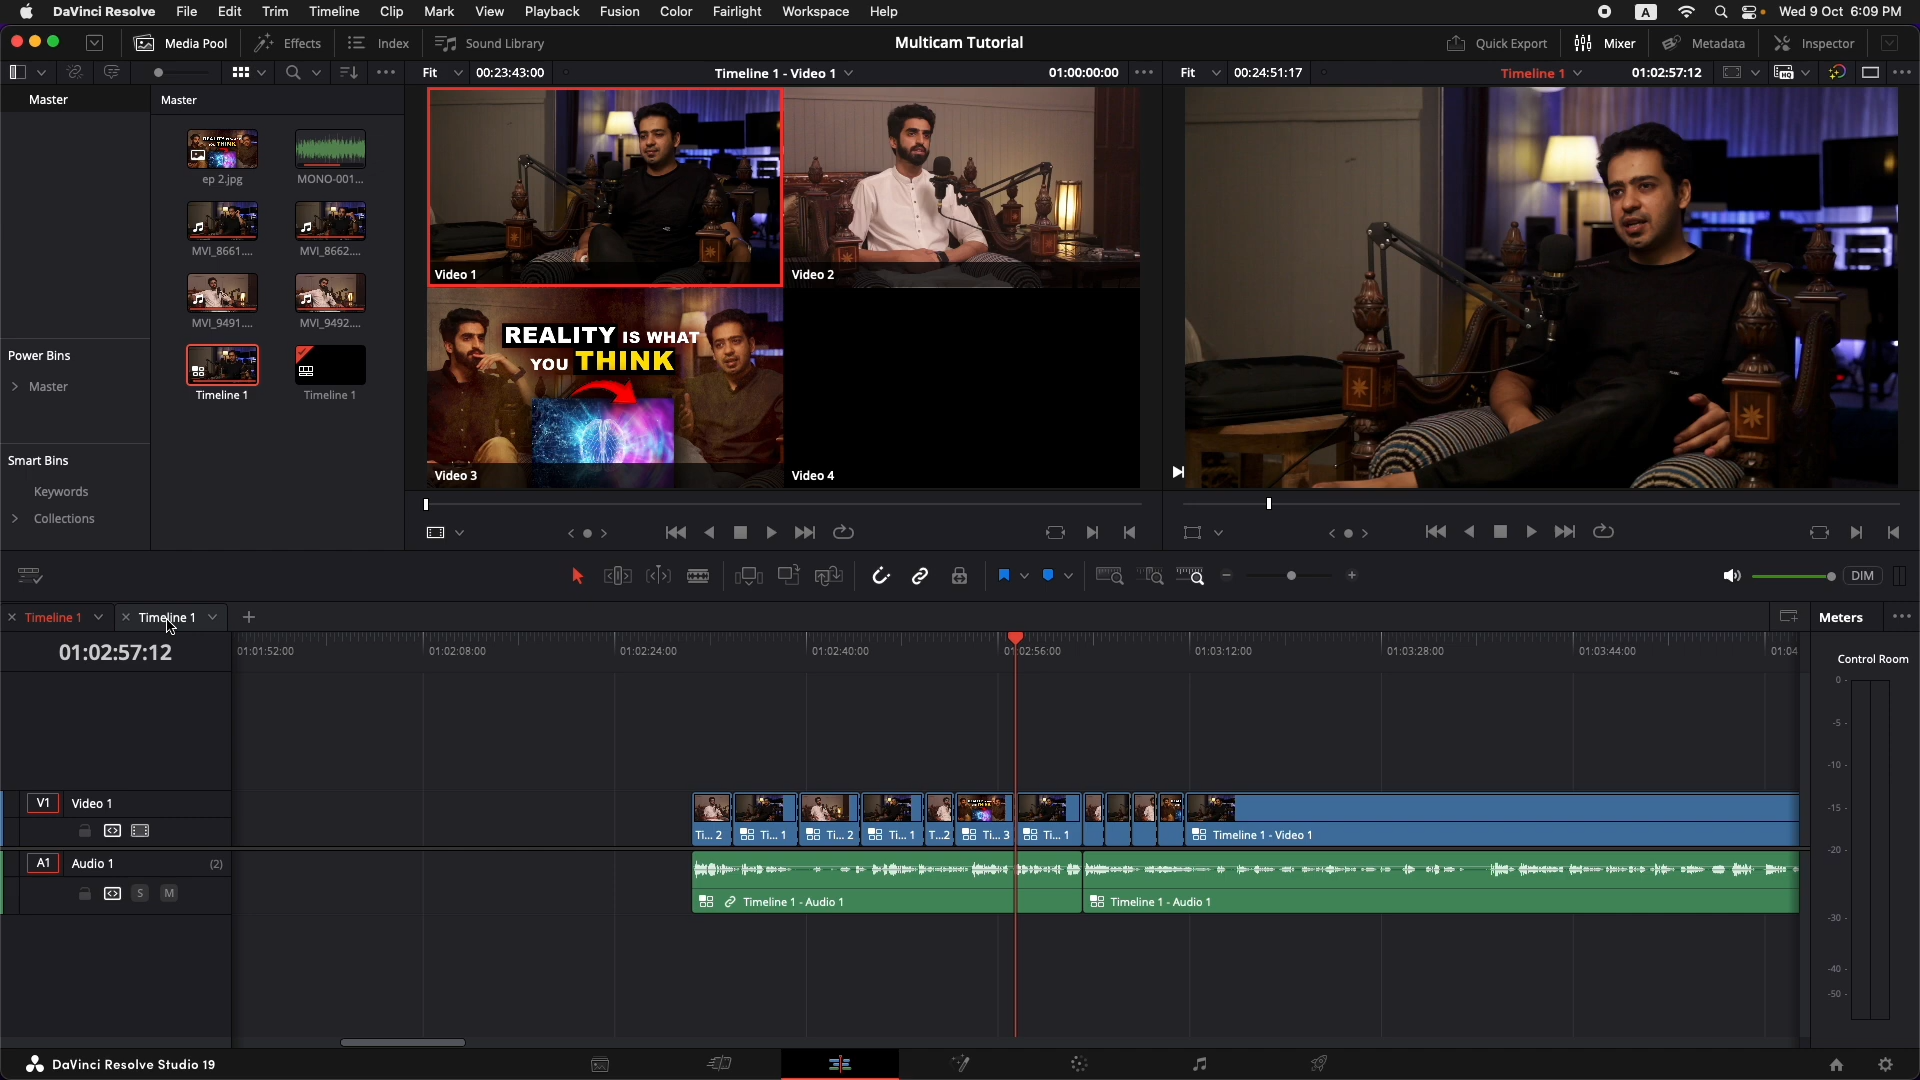 DaVinci Resolve File Edit Trim Timeline Clip Mark View Playback Fusion Color Fairlight Workspace Help A Wed 9 Oct 6:09 PM
Media Pool Effects Index Sound Library Multicam Tutorial Quick Export Mixer Metadata Inspector
Fit 00:23:43:00 Timeline 1 - Video 1 01:00:00:00 Fit 00:24:51:17 Timeline 1 01:02:57:12
Master
Master
ep 2.jpg
MONO-001...
MVI_8661....
MVI_8662....
MVI_9491....
MVI_9492....
Timeline 1
Timeline 1
Power Bins
Master
Smart Bins
Keywords
Collections
Video 1
Video 2
REALITY IS WHAT
YOU THINK
Video 3
Video 4
DIM
Timeline 1
Timeline 1
Meters
01:02:57:12
01:01:52:00 01:02:08:00 01:02:24:00 01:02:40:00 01:02:56:00 01:03:12:00 01:03:28:00 01:03:44:00 01:04
Control Room
0
-5
-10
-15
-20
-30
-40
-50
V1 Video 1
Ti... 2 Ti... 1 Ti... 2 Ti... 1 T...2 Ti... 3 Ti... 1 Timeline 1 - Video 1
A1 Audio 1 (2)
S M
Timeline 1 - Audio 1 Timeline 1 - Audio 1
DaVinci Resolve Studio 19